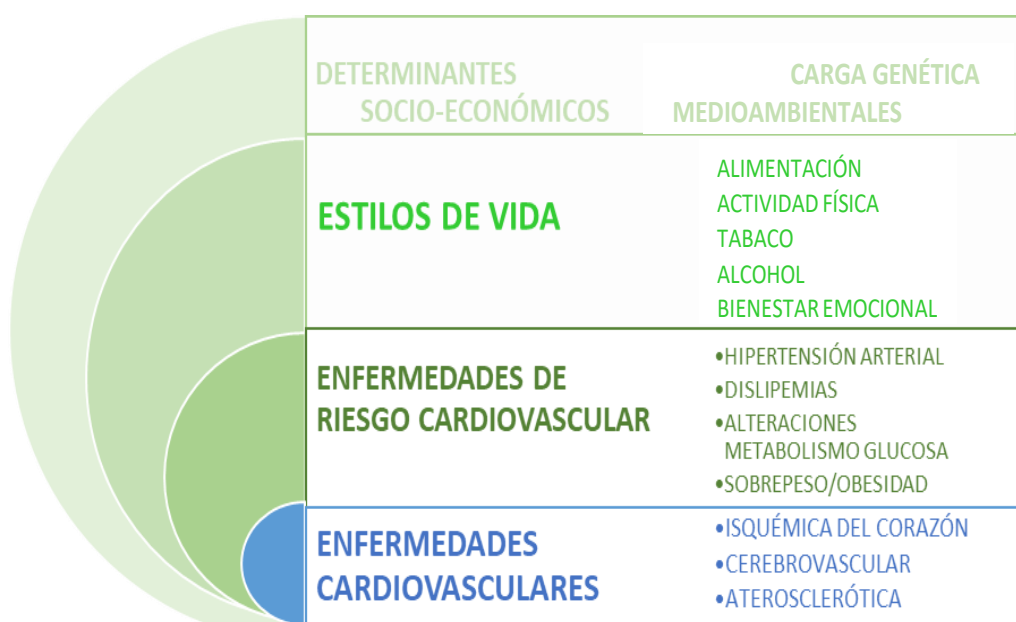 DETERMINANTES
SOCIO-ECONÓMICOS
CARGA GENÉTICA
MEDIOAMBIENTALES
ESTILOS DE VIDA
ALIMENTACIÓN
ACTIVIDAD FÍSICA
TABACO
ALCOHOL
BIENESTAR EMOCIONAL
ENFERMEDADES DE
RIESGO CARDIOVASCULAR
•HIPERTENSIÓN ARTERIAL
•DISLIPEMIAS
•ALTERACIONES
METABOLISMO GLUCOSA
•SOBREPESO/OBESIDAD
ENFERMEDADES
CARDIOVASCULARES
•ISQUÉMICA DEL CORAZÓN
•CEREBROVASCULAR
•ATEROSCLERÓTICA